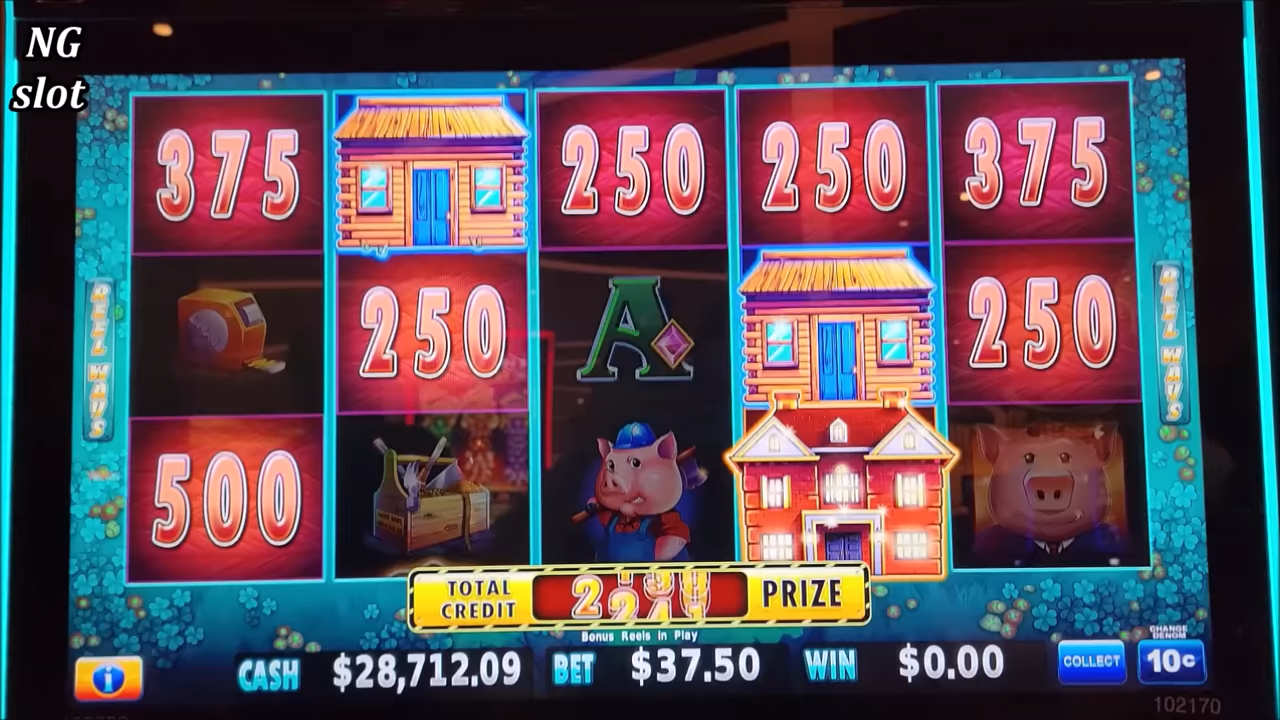 NG
slot
375
250
250
375
REEL WAYS
250
A
250
REEL WAYS
500
TOTAL
CREDIT
PRIZE
Bonus Reels in Play
CASH $28,712.09 BET $37.50 WIN $0.00
COLLECT
CHANGE
DENOM
10¢
102170